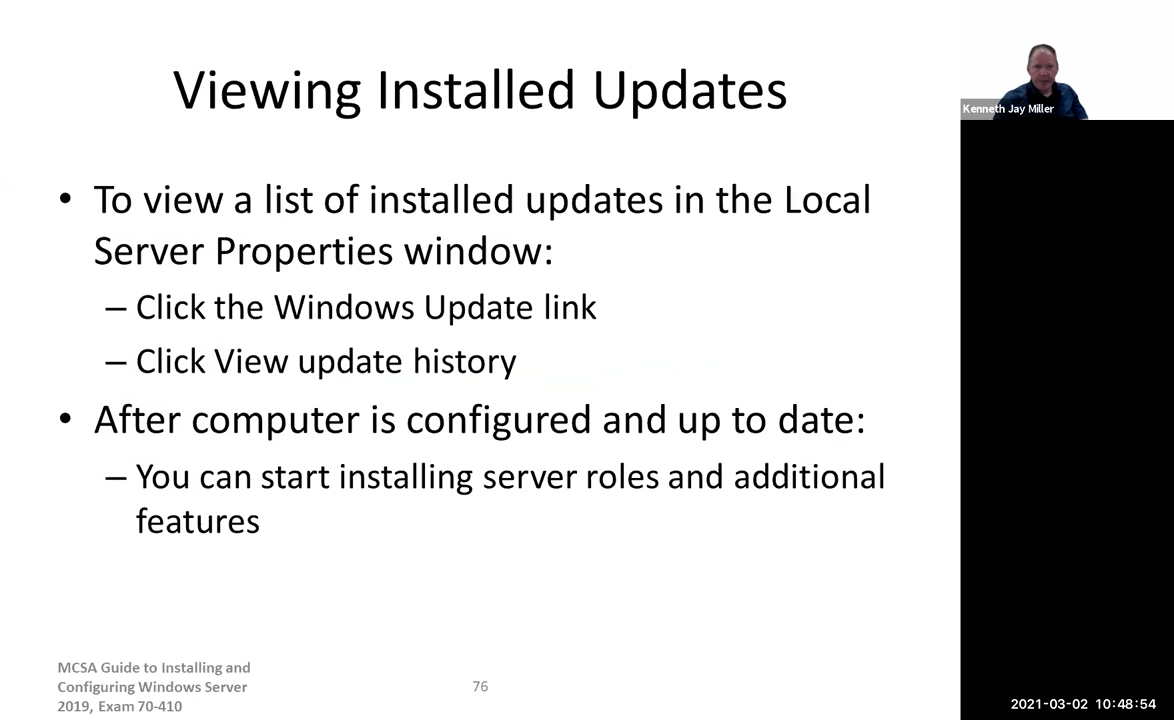 Viewing Installed Updates
Kenneth Jay Miller
• To view a list of installed updates in the Local
Server Properties window:
– Click the Windows Update link
– Click View update history
• After computer is configured and up to date:
– You can start installing server roles and additional
features
MCSA Guide to Installing and
Configuring Windows Server
2019, Exam 70-410
76
2021-03-02 10:48:54